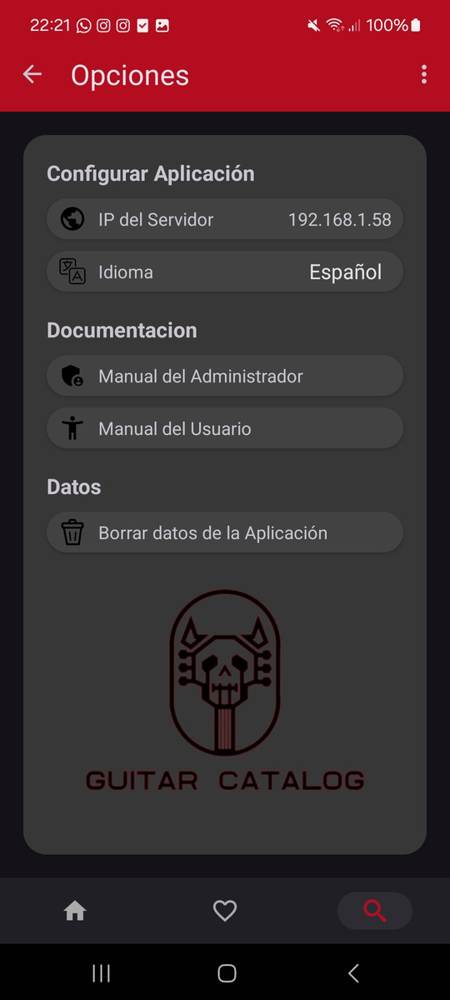 22:21 100%
Opciones
Configurar Aplicación
IP del Servidor 192.168.1.58
Idioma Español
Documentacion
Manual del Administrador
Manual del Usuario
Datos
Borrar datos de la Aplicación
GUITAR CATALOG